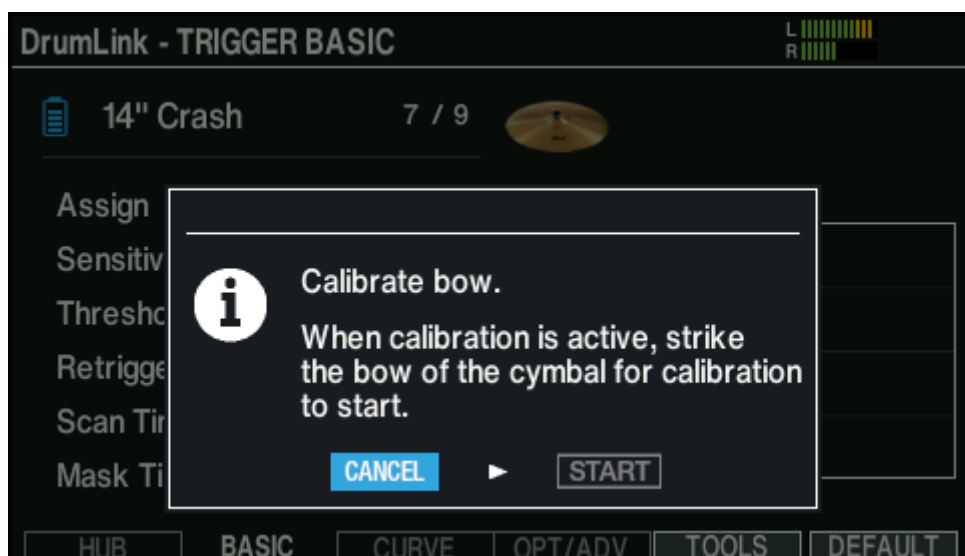 DrumLink - TRIGGER BASIC
L
R
14" Crash 7 / 9
Assign
Sensitiv
Thresho
Retrigge
Scan Tim
Mask Ti
Calibrate bow.
When calibration is active, strike
the bow of the cymbal for calibration
to start.
CANCEL START
HUB BASIC CURVE OPT/ADV TOOLS DEFAULT